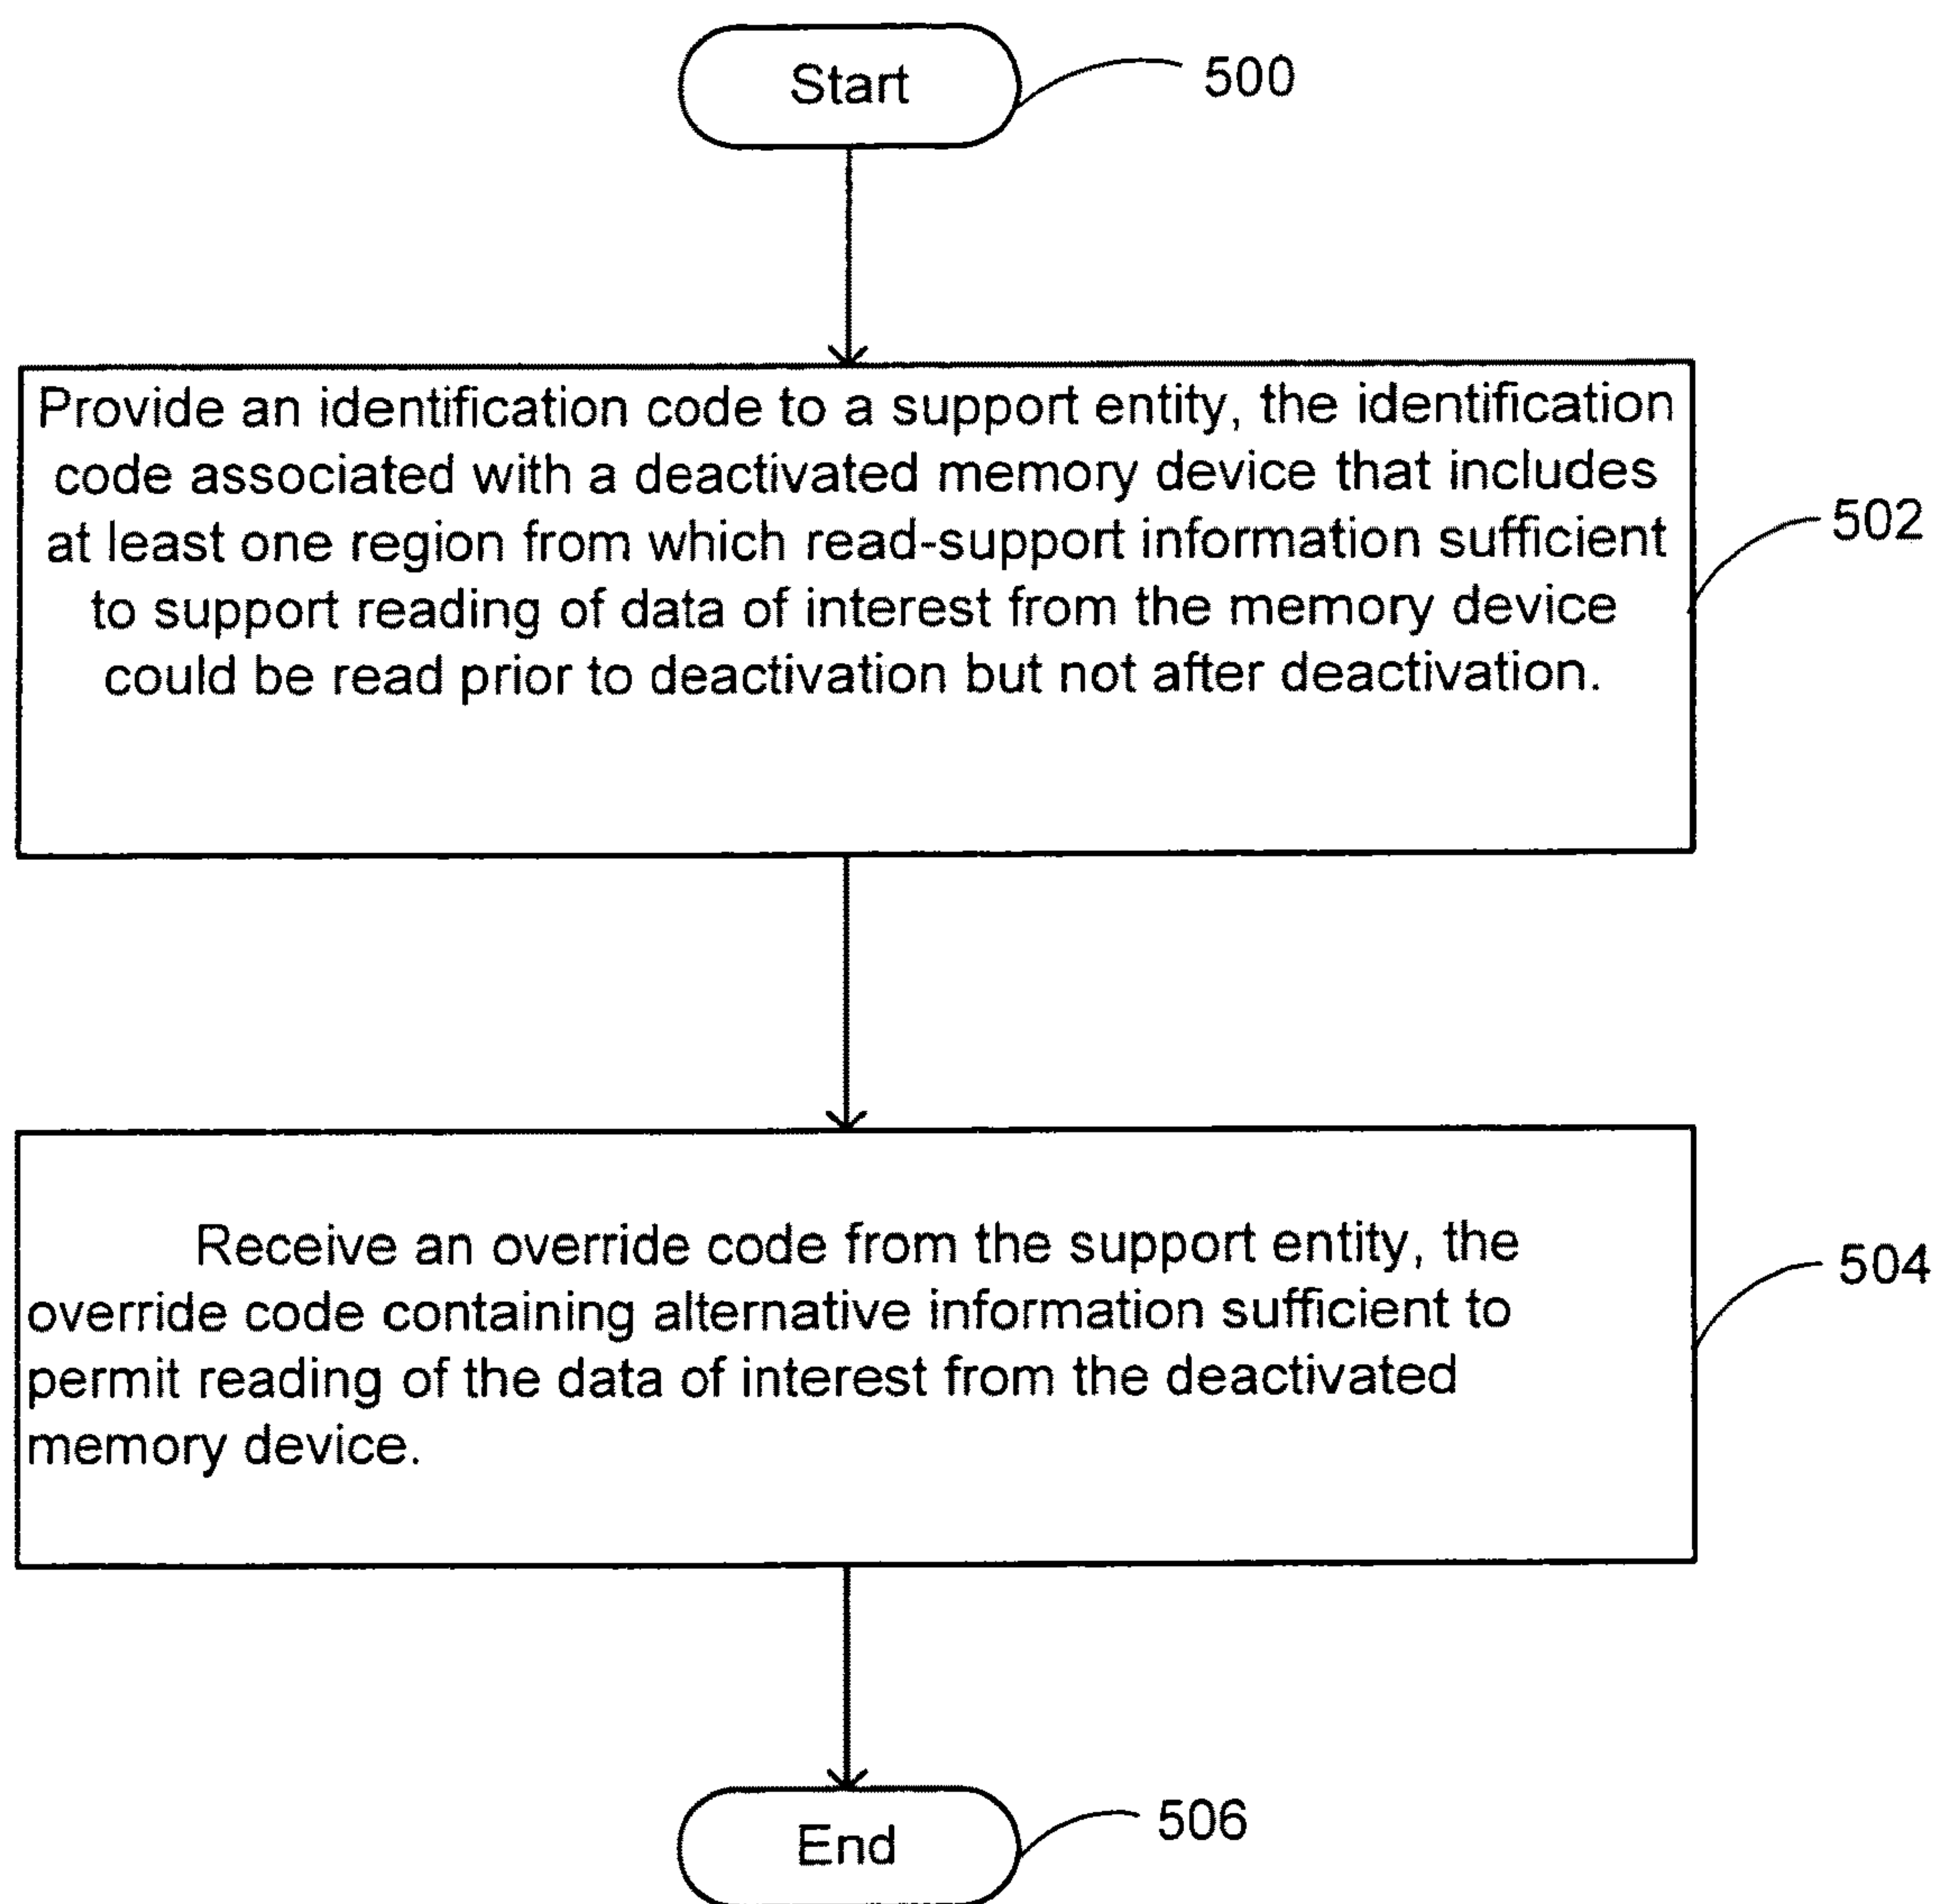 Start
500
Provide an identification code to a support entity, the identification
code associated with a deactivated memory device that includes
at least one region from which read-support information sufficient
to support reading of data of interest from the memory device
could be read prior to deactivation but not after deactivation.
502
Receive an override code from the support entity, the
override code containing alternative information sufficient to
permit reading of the data of interest from the deactivated
memory device.
504
End
506